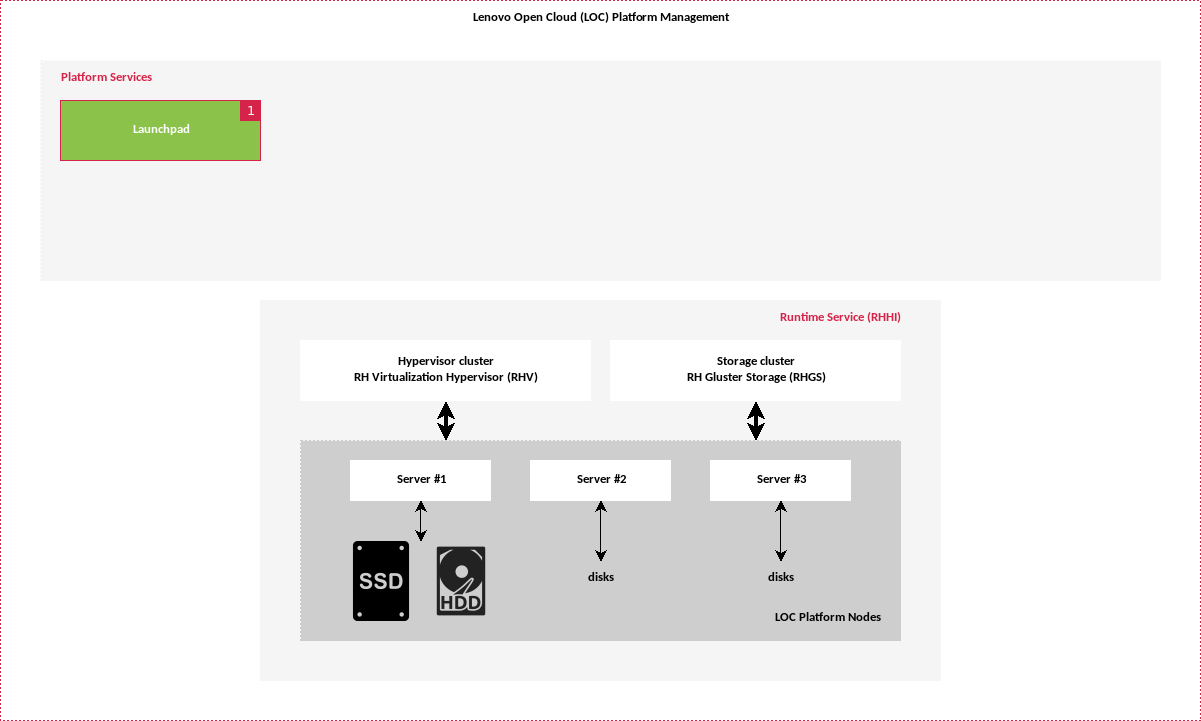 Lenovo Open Cloud (LOC) Platform Management
Platform Services
1
Launchpad
Runtime Service (RHHI)
Hypervisor cluster
RH Virtualization Hypervisor (RHV)
Storage cluster
RH Gluster Storage (RHGS)
Server #1
Server #2
Server #3
SSD
HDD
disks
disks
LOC Platform Nodes